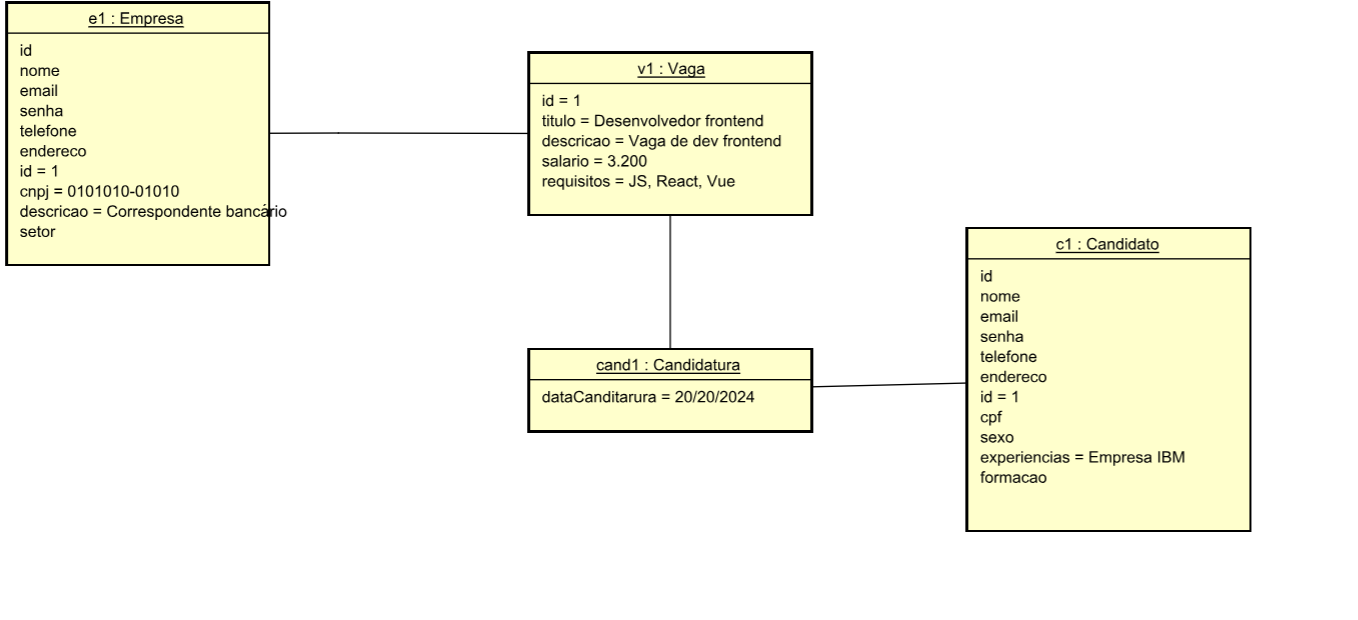 e1 : Empresa
id
nome
email
senha
telefone
endereco
id = 1
cnpj = 0101010-01010
descricao = Correspondente bancário
setor
v1 : Vaga
id = 1
titulo = Desenvolvedor frontend
descricao = Vaga de dev frontend
salario = 3.200
requisitos = JS, React, Vue
cand1 : Candidatura
dataCanditarura = 20/20/2024
c1 : Candidato
id
nome
email
senha
telefone
endereco
id = 1
cpf
sexo
experiencias = Empresa IBM
formacao